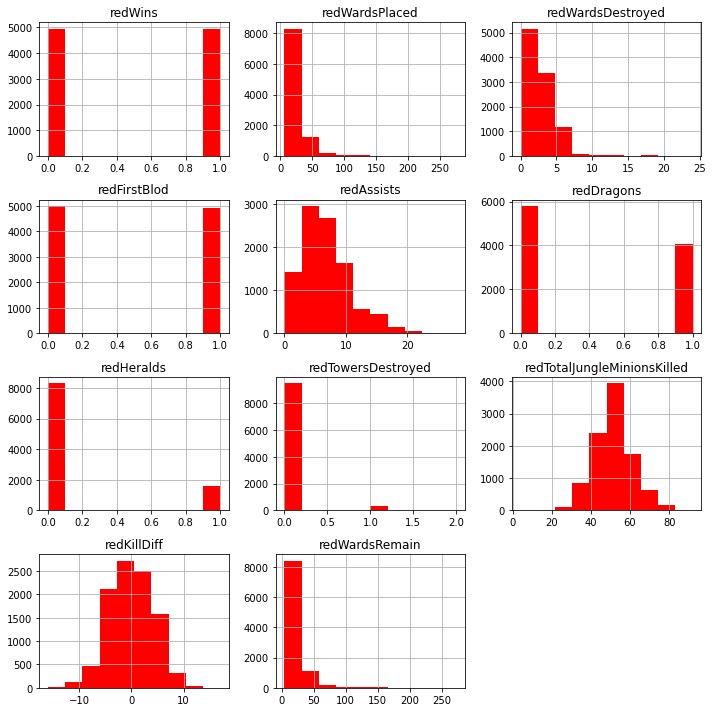 redWins
5000
4000
3000
2000
1000
0
0.0 0.2 0.4 0.6 0.8 1.0
redWardsPlaced
8000
6000
4000
2000
0
0 50 100 150 200 250
redWardsDestroyed
5000
4000
3000
2000
1000
0
0 5 10 15 20 25
redFirstBlod
5000
4000
3000
2000
1000
0
0.0 0.2 0.4 0.6 0.8 1.0
redAssists
3000
2000
1000
0
0 10 20
redDragons
6000
4000
2000
0
0.0 0.2 0.4 0.6 0.8 1.0
redHeralds
8000
6000
4000
2000
0
0.0 0.2 0.4 0.6 0.8 1.0
redTowersDestroyed
8000
6000
4000
2000
0
0.0 0.5 1.0 1.5 2.0
redTotalJungleMinionsKilled
4000
3000
2000
1000
0
0 20 40 60 80
redKillDiff
2500
2000
1500
1000
500
0
−10 0 10
redWardsRemain
8000
6000
4000
2000
0
0 50 100 150 200 250